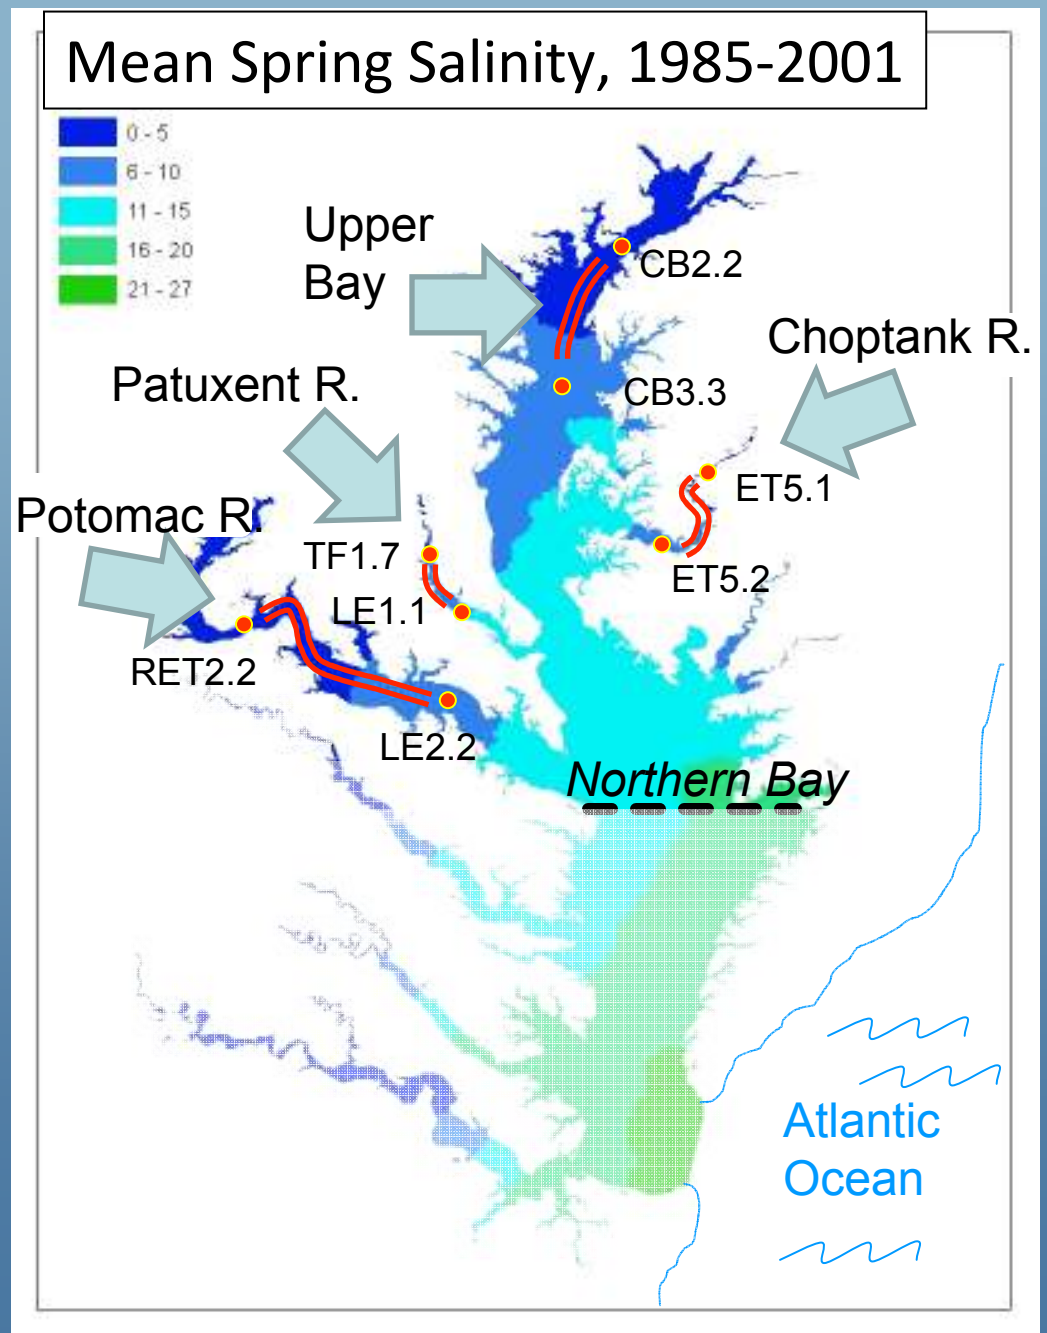 Mean Spring Salinity, 1985-2001
0 - 5
6 - 10
11 - 15
16 - 20
21 - 27
Upper
Bay
CB2.2
Choptank R.
Patuxent R.
CB3.3
ET5.1
Potomac R.
TF1.7
ET5.2
LE1.1
RET2.2
LE2.2
Northern Bay
Atlantic
Ocean